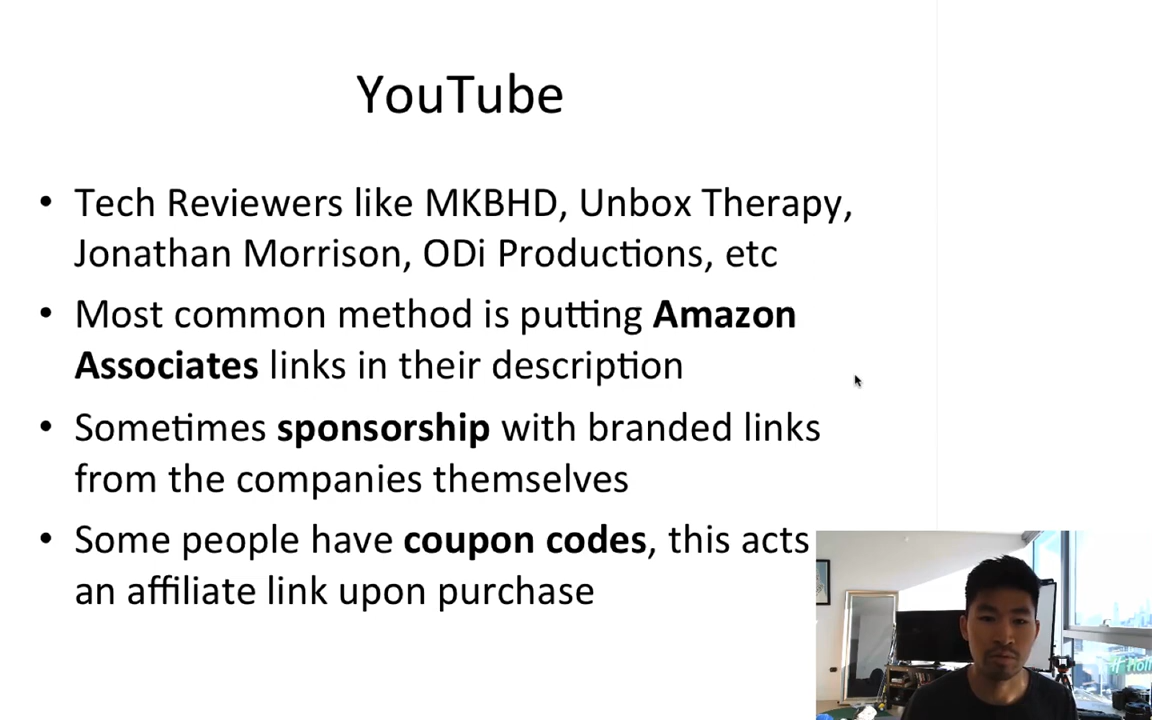 YouTube
• Tech Reviewers like MKBHD, Unbox Therapy,
Jonathan Morrison, ODi Productions, etc
• Most common method is putting Amazon
Associates links in their description
• Sometimes sponsorship with branded links
from the companies themselves
• Some people have coupon codes, this acts
an affiliate link upon purchase